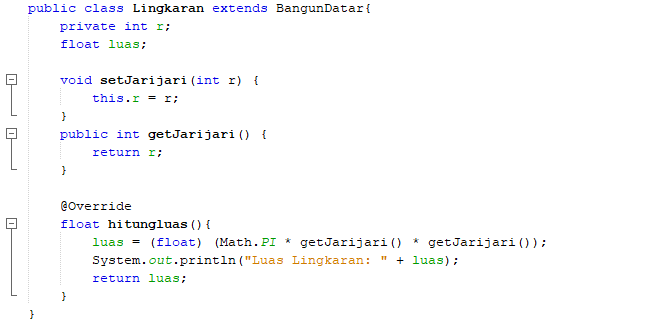 public class Lingkaran extends BangunDatar{
    private int r;
    float luas;

    void setJarijari(int r) {
        this.r = r;
    }
    public int getJarijari() {
        return r;
    }

    @Override
    float hitungluas(){
        luas = (float) (Math.PI * getJarijari() * getJarijari());
        System.out.println("Luas Lingkaran: " + luas);
        return luas;
    }
}